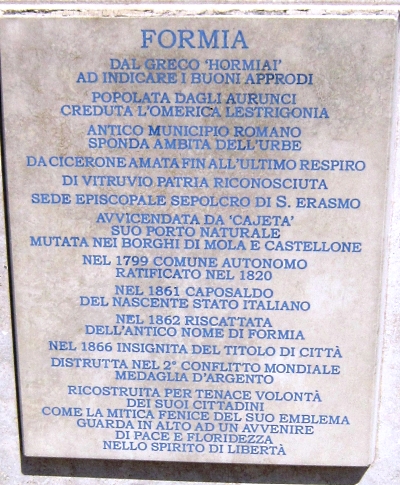 FORMIA
DAL GRECO 'HORMIAI'
AD INDICARE I BUONI APPRODI
POPOLATA DAGLI AURUNCI
CREDUTA L'OMERICA LESTRIGONIA
ANTICO MUNICIPIO ROMANO
SPONDA AMBITA DELL'URBE
DA CICERONE AMATA FIN ALL'ULTIMO RESPIRO
DI VITRUVIO PATRIA RICONOSCIUTA
SEDE EPISCOPALE SEPOLCRO DI S. ERASMO
AVVICENDATA DA 'CAJETA'
SUO PORTO NATURALE
MUTATA NEI BORGHI DI MOLA E CASTELLONE
NEL 1799 COMUNE AUTONOMO
RATIFICATO NEL 1820
NEL 1861 CAPOSALDO
DEL NASCENTE STATO ITALIANO
NEL 1862 RISCATTATA
DELL'ANTICO NOME DI FORMIA
NEL 1866 INSIGNITA DEL TITOLO DI CITTÀ
DISTRUTTA NEL 2° CONFLITTO MONDIALE
MEDAGLIA D'ARGENTO
RICOSTRUITA PER TENACE VOLONTÀ
DEI SUOI CITTADINI
COME LA MITICA FENICE DEL SUO EMBLEMA
GUARDA IN ALTO AD UN AVVENIRE
DI PACE E FLORIDEZZA
NELLO SPIRITO DI LIBERTÀ